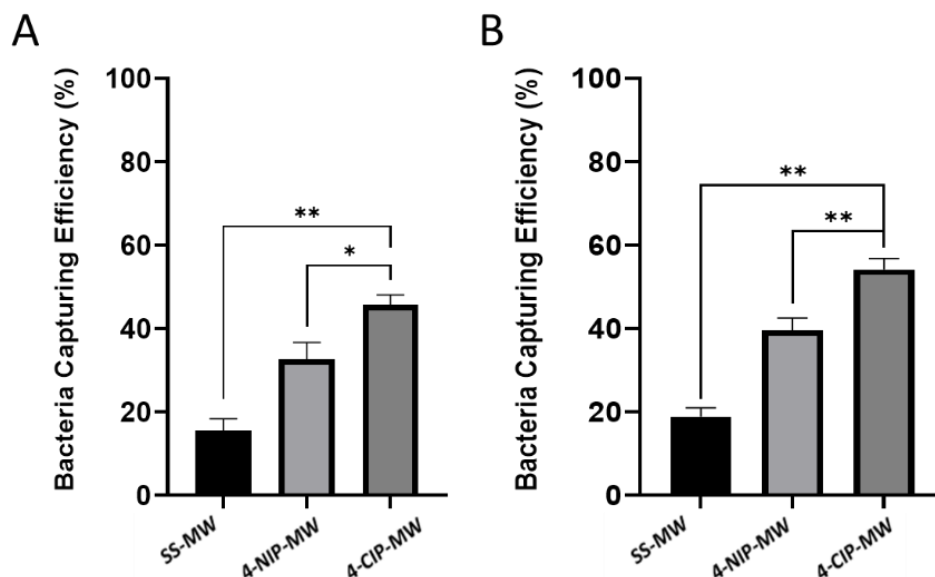 A
Bacteria Capturing Efficiency (%)
100
80
60
40
20
0
**
*
SS-MW
4-NIP-MW
4-CIP-MW
B
Bacteria Capturing Efficiency (%)
100
80
60
40
20
0
**
**
SS-MW
4-NIP-MW
4-CIP-MW